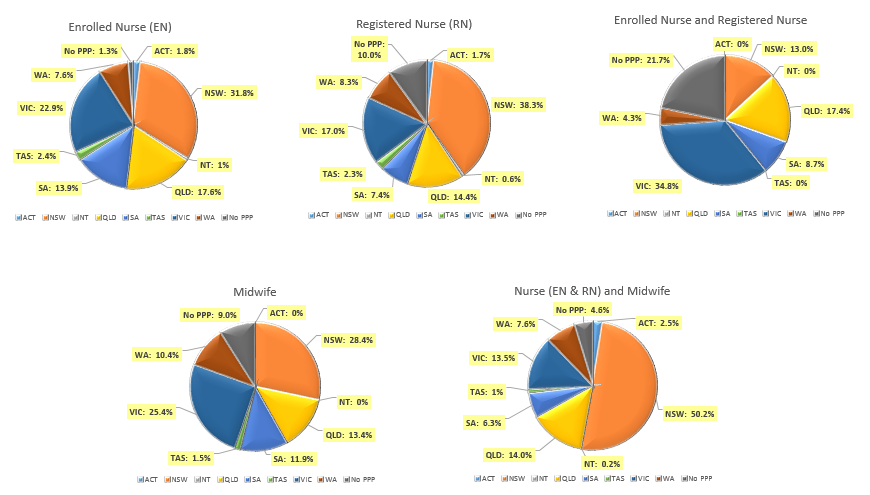 Enrolled Nurse (EN)
No PPP: 1.3%
ACT: 1.8%
WA: 7.6%
NSW: 31.8%
VIC: 22.9%
TAS: 2.4%
NT: 1%
SA: 13.9%
QLD: 17.6%
ACT NSW NT QLD SA TAS VIC WA No PPP
Registered Nurse (RN)
No PPP:
10.0%
ACT: 1.7%
WA: 8.3%
NSW: 38.3%
VIC: 17.0%
TAS: 2.3%
NT: 0.6%
SA: 7.4%
QLD: 14.4%
ACT NSW NT QLD SA TAS VIC WA No PPP
Enrolled Nurse and Registered Nurse
ACT: 0%
NSW: 13.0%
No PPP: 21.7%
NT: 0%
QLD: 17.4%
WA: 4.3%
SA: 8.7%
VIC: 34.8%
TAS: 0%
ACT NSW NT QLD SA TAS VIC WA No PPP
Midwife
No PPP: 9.0%
ACT: 0%
NSW: 28.4%
WA: 10.4%
NT: 0%
VIC: 25.4%
QLD: 13.4%
TAS: 1.5%
SA: 11.9%
ACT NSW NT QLD SA TAS VIC WA No PPP
Nurse (EN & RN) and Midwife
No PPP: 4.6%
ACT: 2.5%
WA: 7.6%
VIC: 13.5%
TAS: 1%
NSW: 50.2%
SA: 6.3%
QLD: 14.0%
NT: 0.2%
ACT NSW NT QLD SA TAS VIC WA No PPP